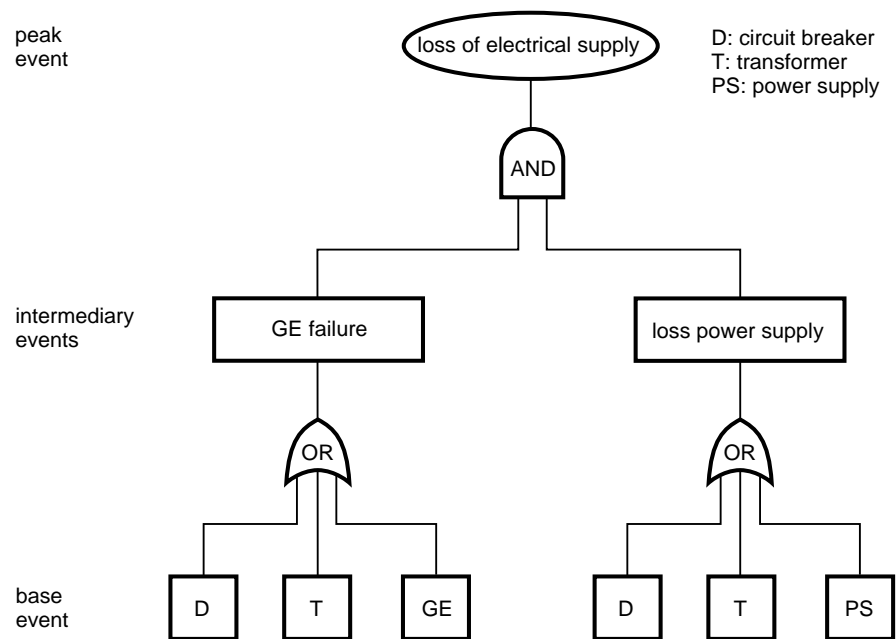 peak
event
loss of electrical supply
D: circuit breaker
T: transformer
PS: power supply
AND
intermediary
events
GE failure
loss power supply
OR
OR
base
event
D
T
GE
D
T
PS